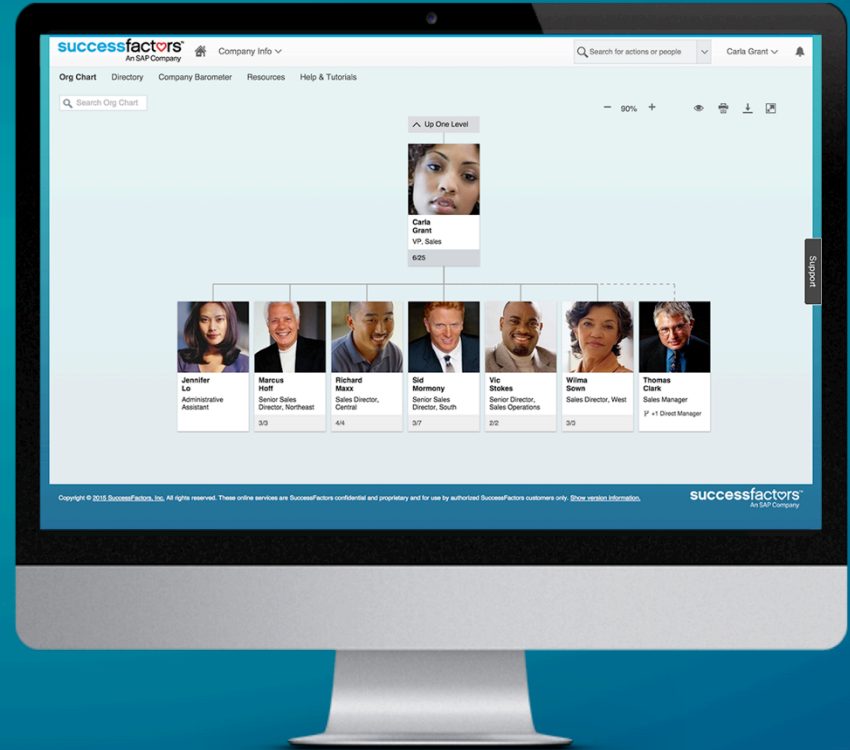 successfactors™
An SAP Company
Company Info
Search for actions or people
Carla Grant
Org Chart Directory Company Barometer Resources Help & Tutorials
Search Org Chart
90%
Up One Level
Carla
Grant
VP, Sales
6/25
Support
Jennifer
Lo
Administrative
Assistant
Marcus
Hoff
Senior Sales
Director, Northeast
3/3
Richard
Maxx
Sales Director,
Central
4/4
Sid
Mormony
Senior Sales
Director, South
3/7
Vic
Stokes
Senior Director,
Sales Operations
2/2
Wilma
Sown
Sales Director, West
3/3
Thomas
Clark
Sales Manager
+1 Direct Manager
Copyright © 2015 SuccessFactors, Inc. All rights reserved. These online services are SuccessFactors confidential and proprietary and for use by authorized SuccessFactors customers only. Show version information.
successfactors™
An SAP Company